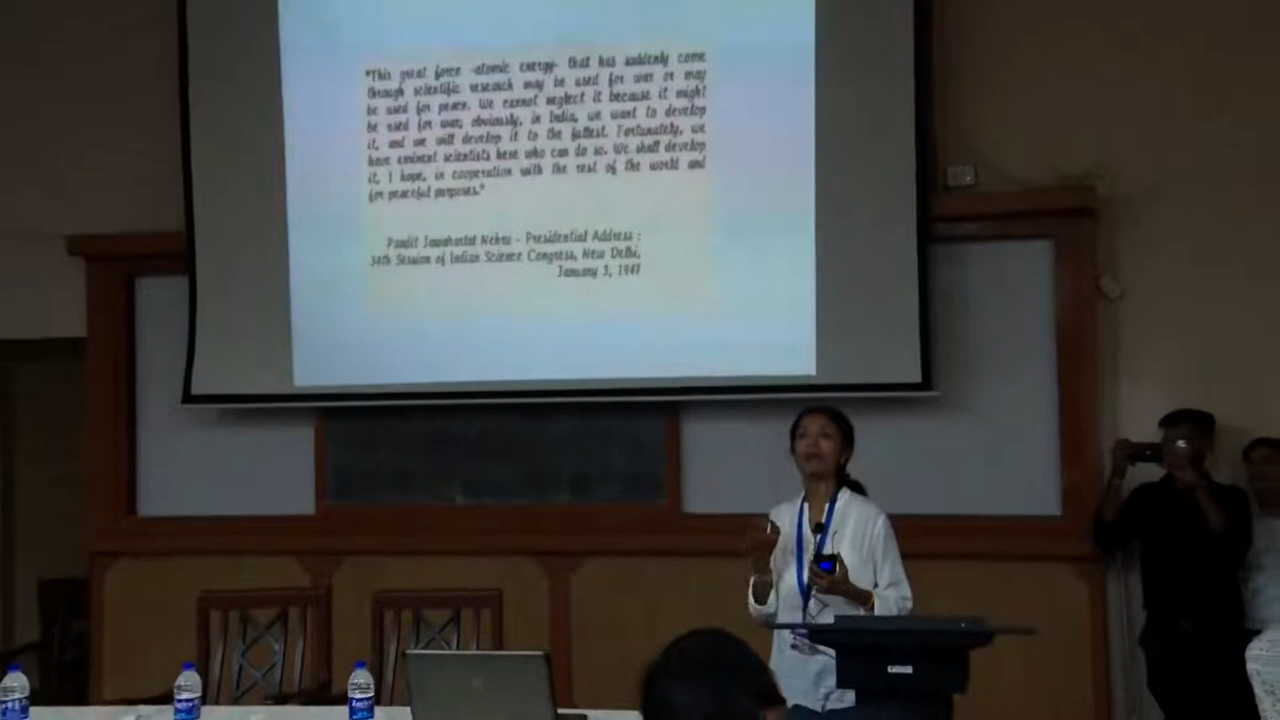 "This great force -atomic energy- that has suddenly come
through scientific research may be used for war or may
be used for peace. We cannot neglect it because it might
be used for war; obviously, in India, we want to develop
it, and we will develop it to the fullest. Fortunately, we
have eminent scientists here who can do so. We shall develop
it, I hope, in cooperation with the rest of the world and
for peaceful purposes."
Pandit Jawaharlal Nehru - Presidential Address :
34th Session of Indian Science Congress, New Delhi,
January 3, 1947